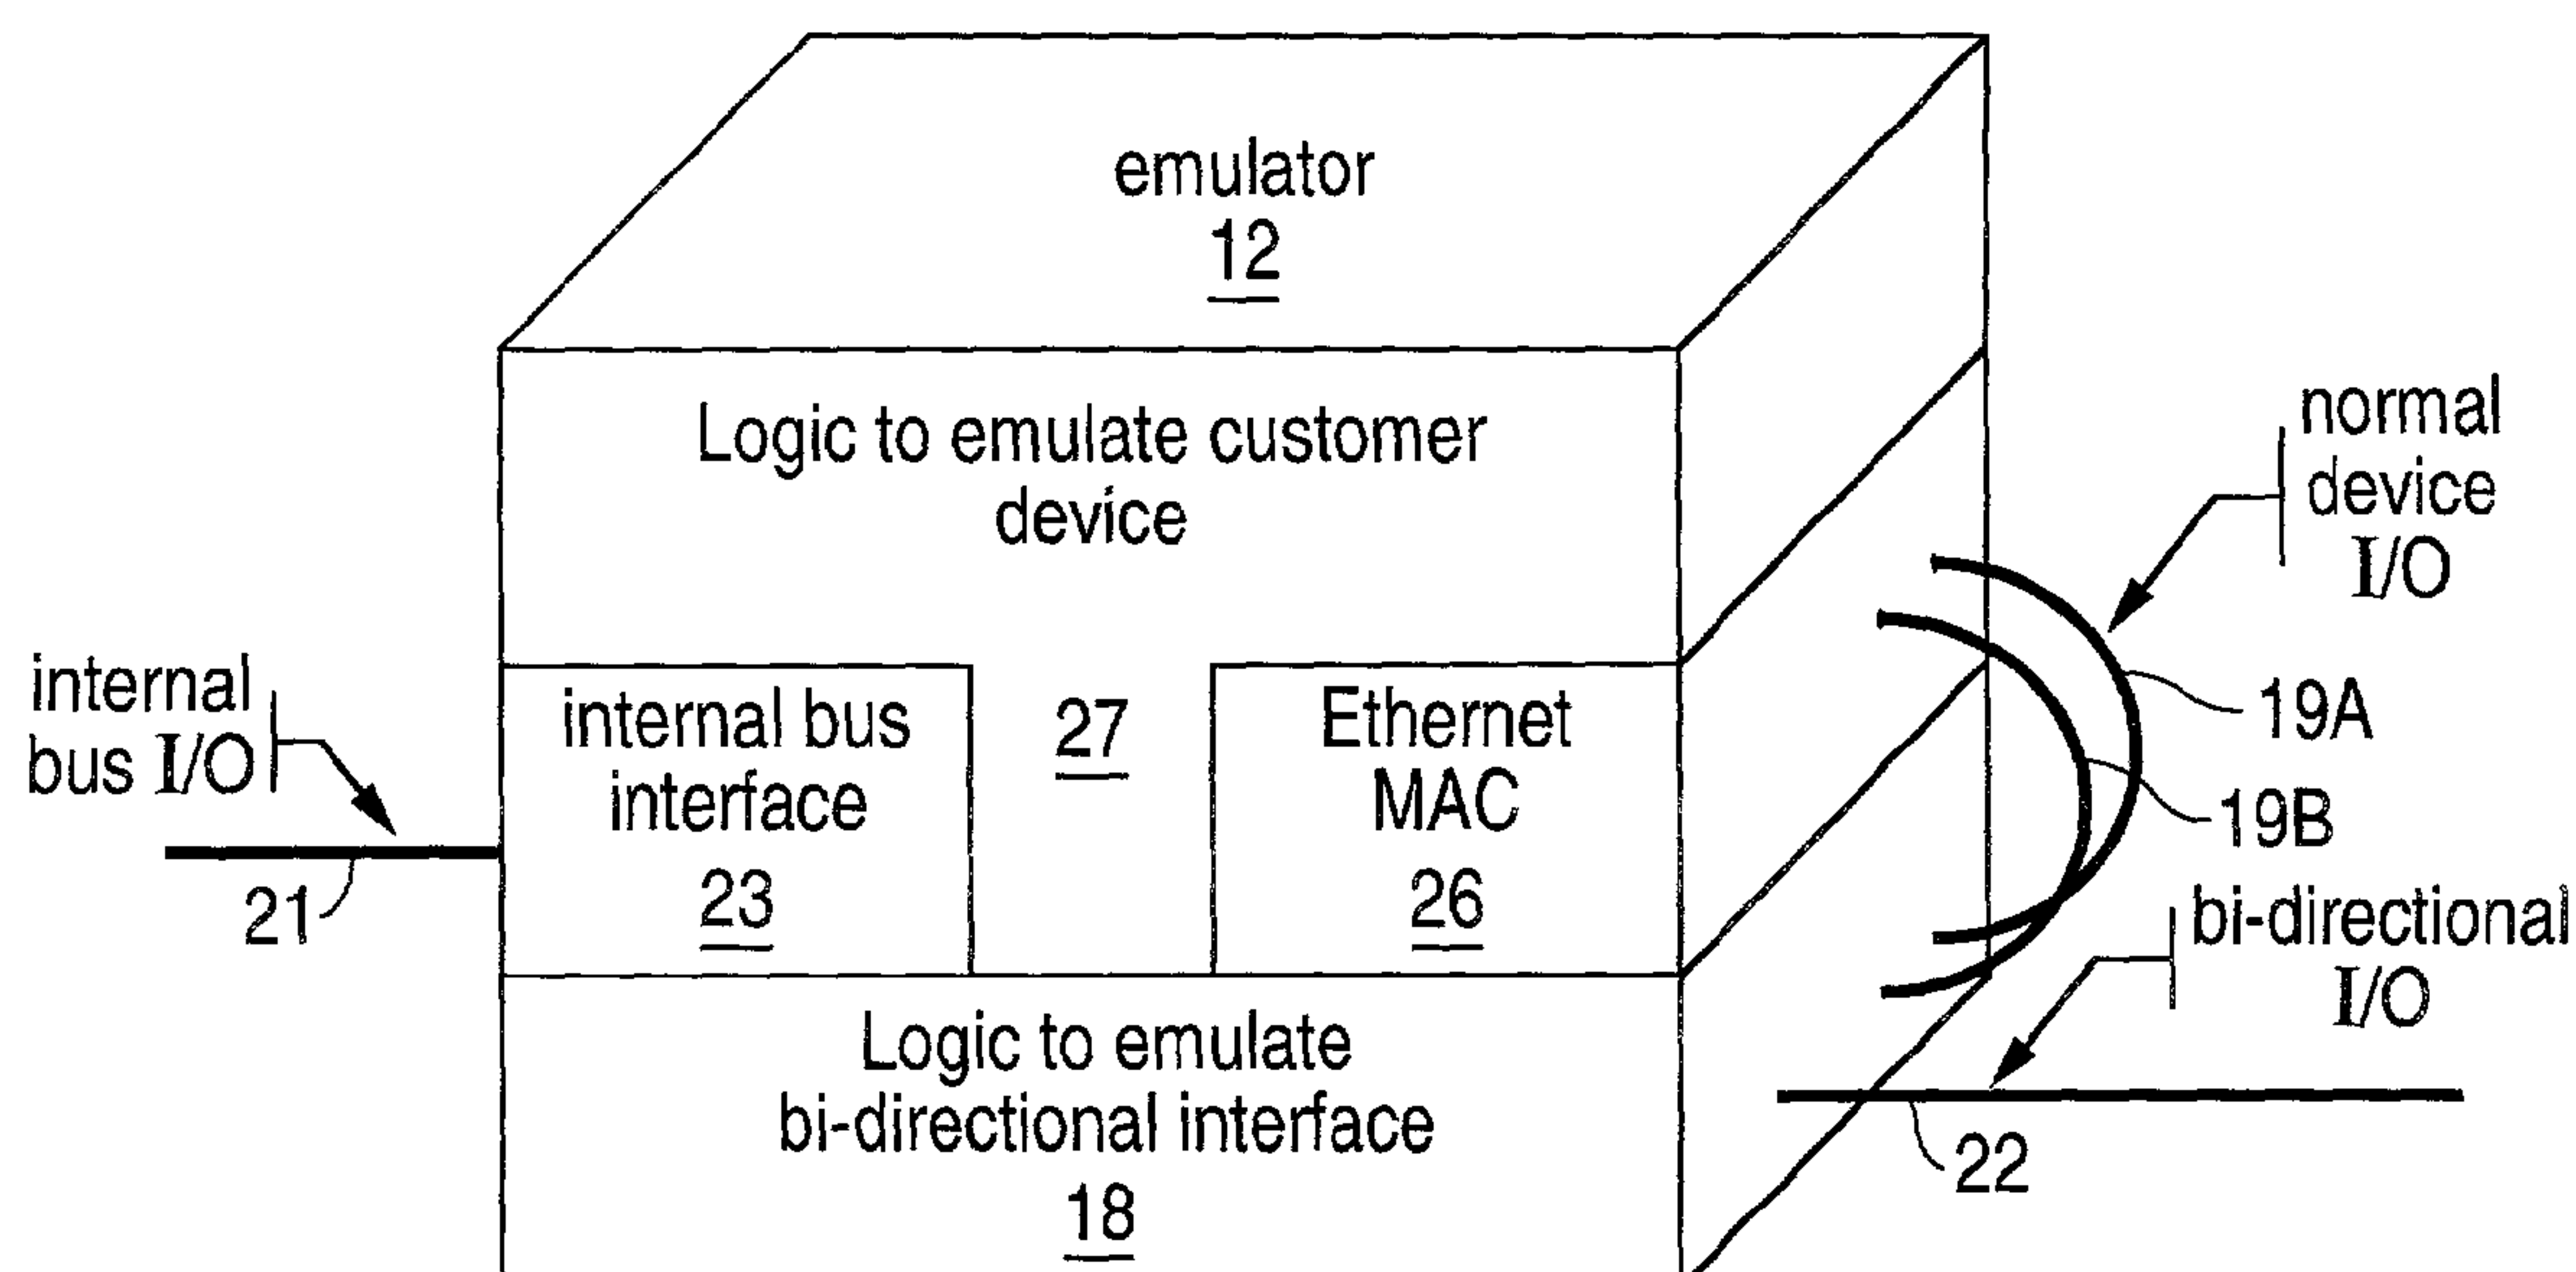 emulator
12
Logic to emulate customer
device
normal
device
I/O
internal
bus I/O
internal bus
interface
23
27
Ethernet
MAC
26
19A
19B
21
bi-directional
I/O
Logic to emulate
bi-directional interface
18
22